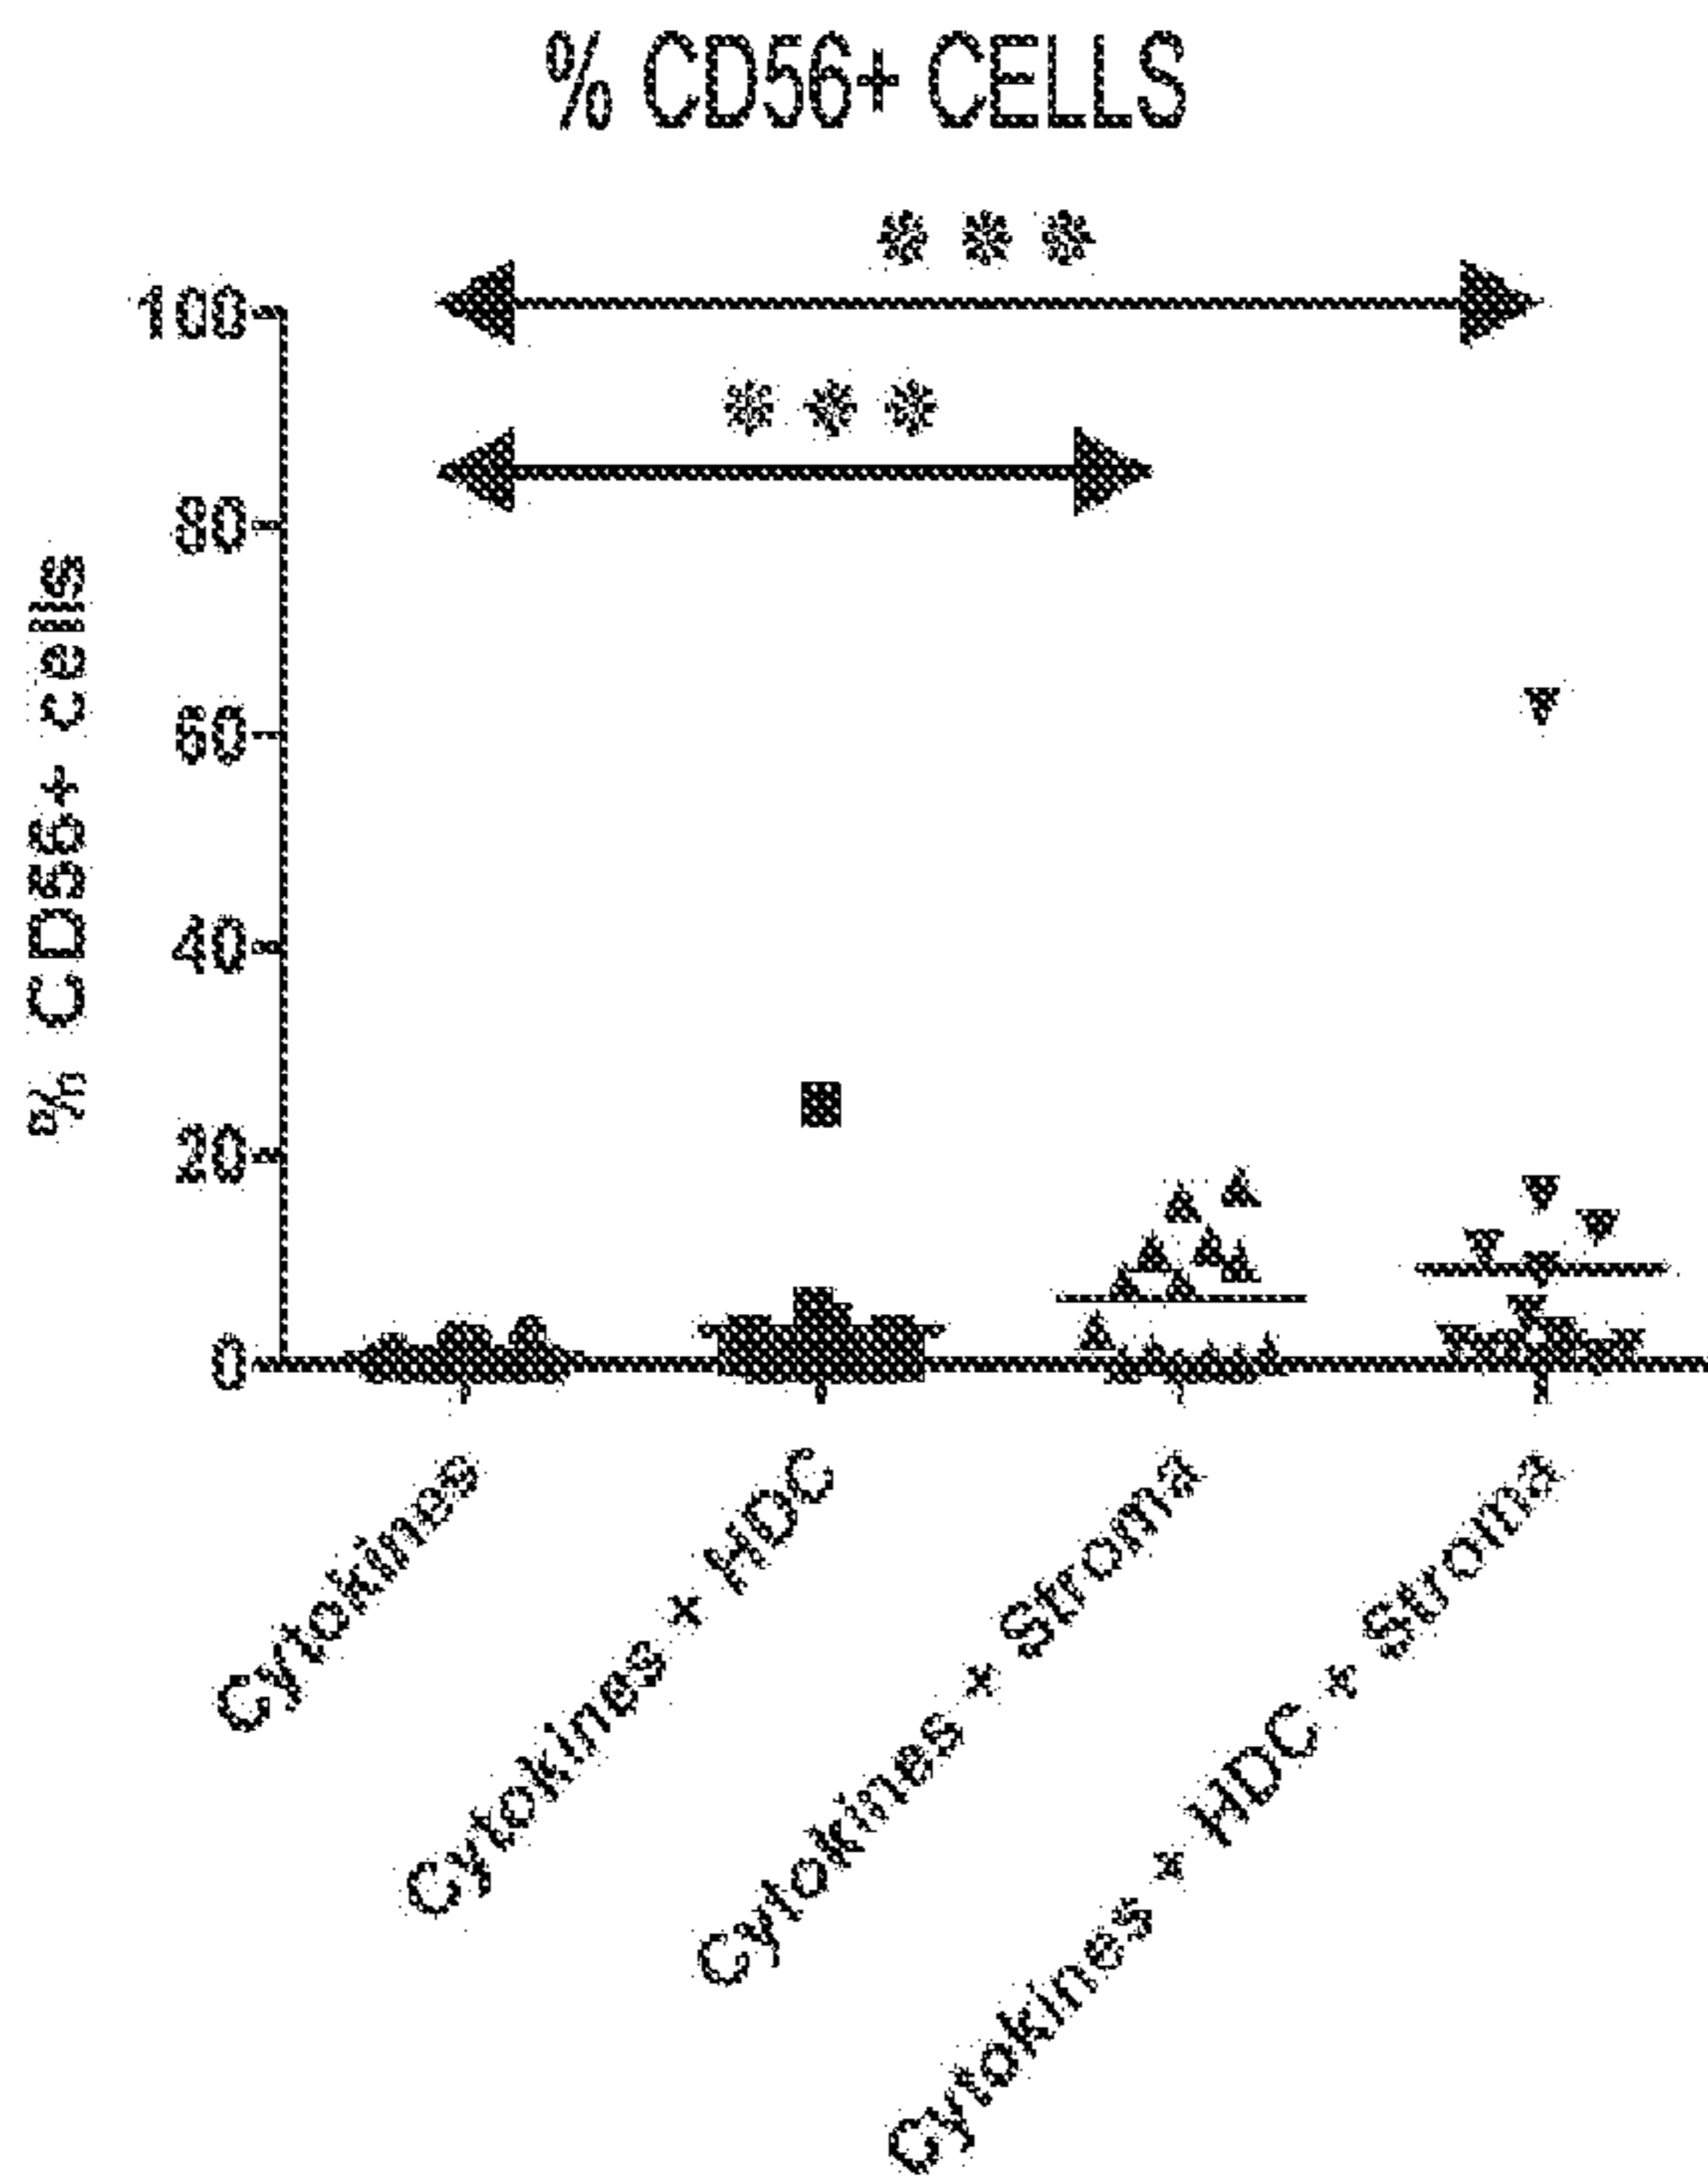 % CD56+ CELLS
***
***
% CD56+ cells
100
80
60
40
20
0
Cytokines
Cytokines + HDC
Cytokines + Stroma
Cytokines + HDC + Stroma